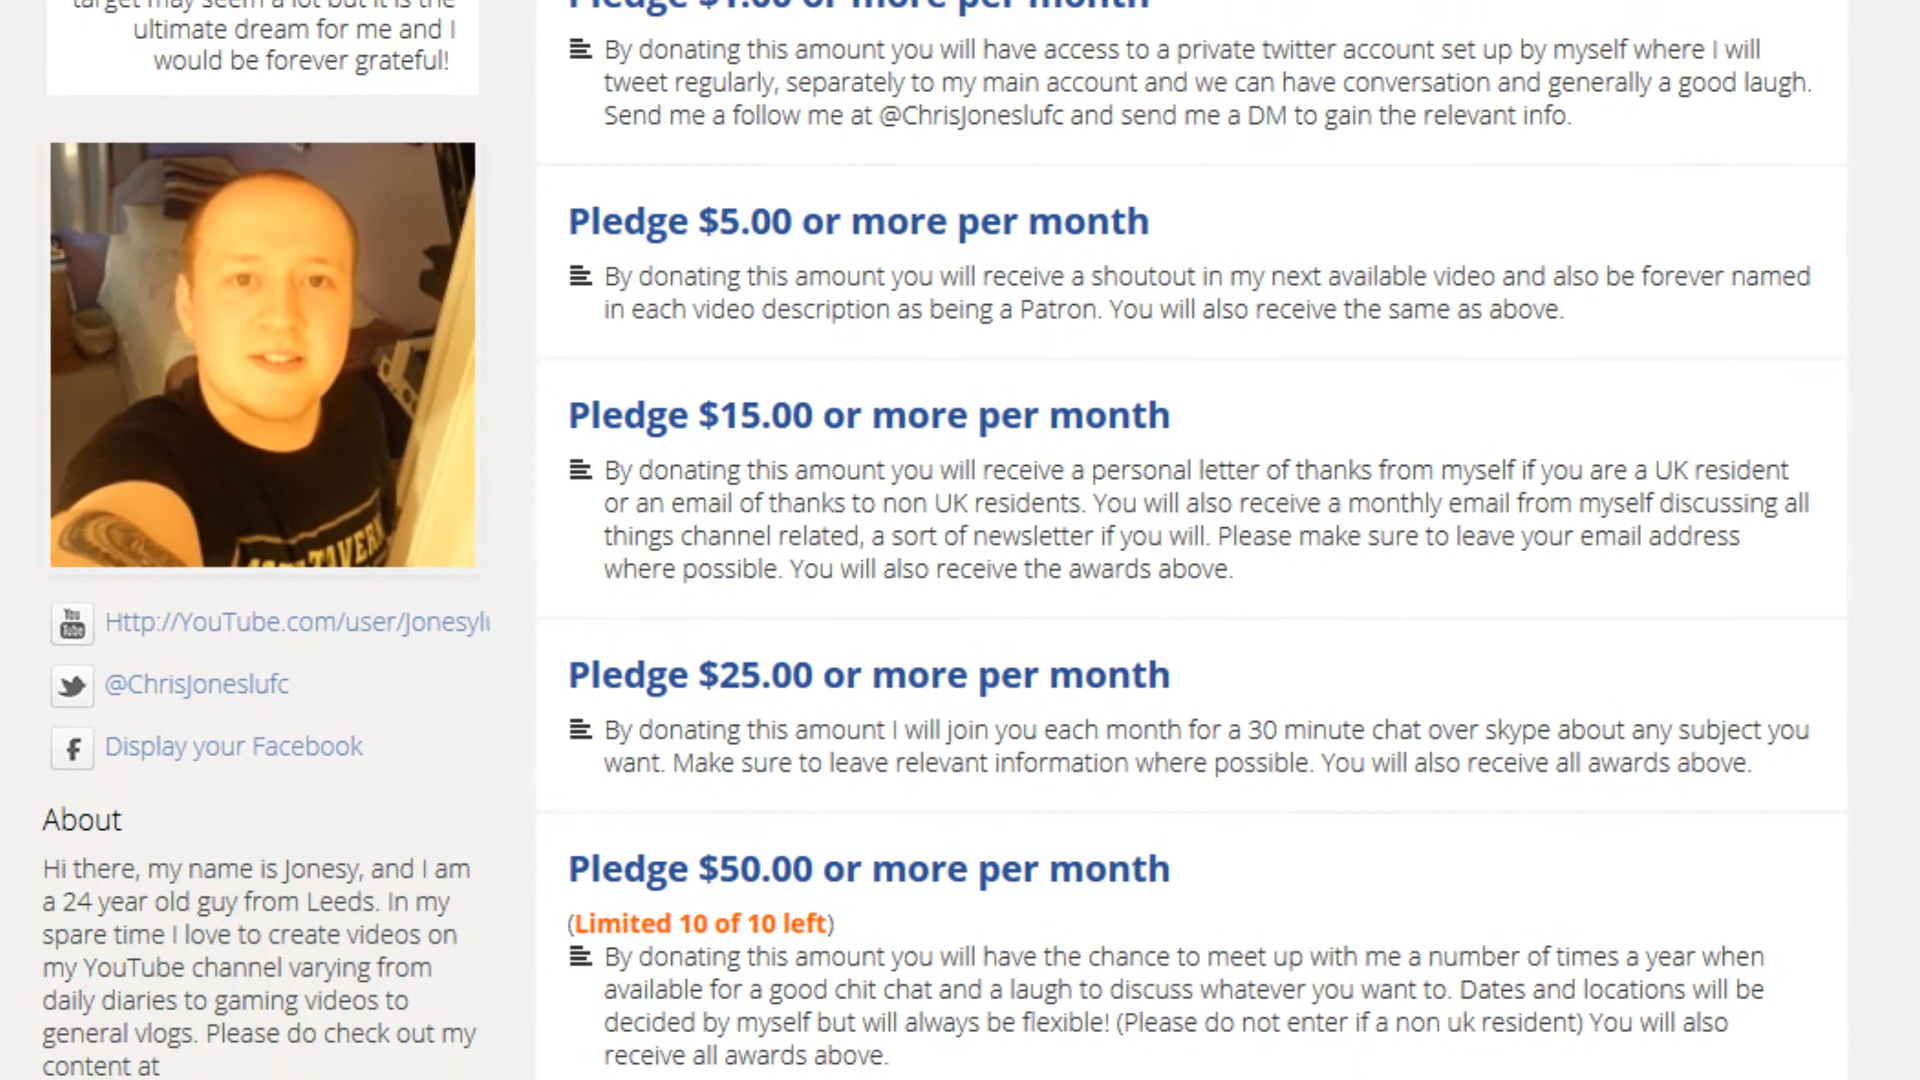 target may seem a lot but it is the
ultimate dream for me and I
would be forever grateful!
Http://YouTube.com/user/Jonesylu
@ChrisJoneslufc
Display your Facebook
About
Hi there, my name is Jonesy, and I am
a 24 year old guy from Leeds. In my
spare time I love to create videos on
my YouTube channel varying from
daily diaries to gaming videos to
general vlogs. Please do check out my
content at
Pledge $1.00 or more per month
By donating this amount you will have access to a private twitter account set up by myself where I will
tweet regularly, separately to my main account and we can have conversation and generally a good laugh.
Send me a follow me at @ChrisJoneslufc and send me a DM to gain the relevant info.
Pledge $5.00 or more per month
By donating this amount you will receive a shoutout in my next available video and also be forever named
in each video description as being a Patron. You will also receive the same as above.
Pledge $15.00 or more per month
By donating this amount you will receive a personal letter of thanks from myself if you are a UK resident
or an email of thanks to non UK residents. You will also receive a monthly email from myself discussing all
things channel related, a sort of newsletter if you will. Please make sure to leave your email address
where possible. You will also receive the awards above.
Pledge $25.00 or more per month
By donating this amount I will join you each month for a 30 minute chat over skype about any subject you
want. Make sure to leave relevant information where possible. You will also receive all awards above.
Pledge $50.00 or more per month
(Limited 10 of 10 left)
By donating this amount you will have the chance to meet up with me a number of times a year when
available for a good chit chat and a laugh to discuss whatever you want to. Dates and locations will be
decided by myself but will always be flexible! (Please do not enter if a non uk resident) You will also
receive all awards above.